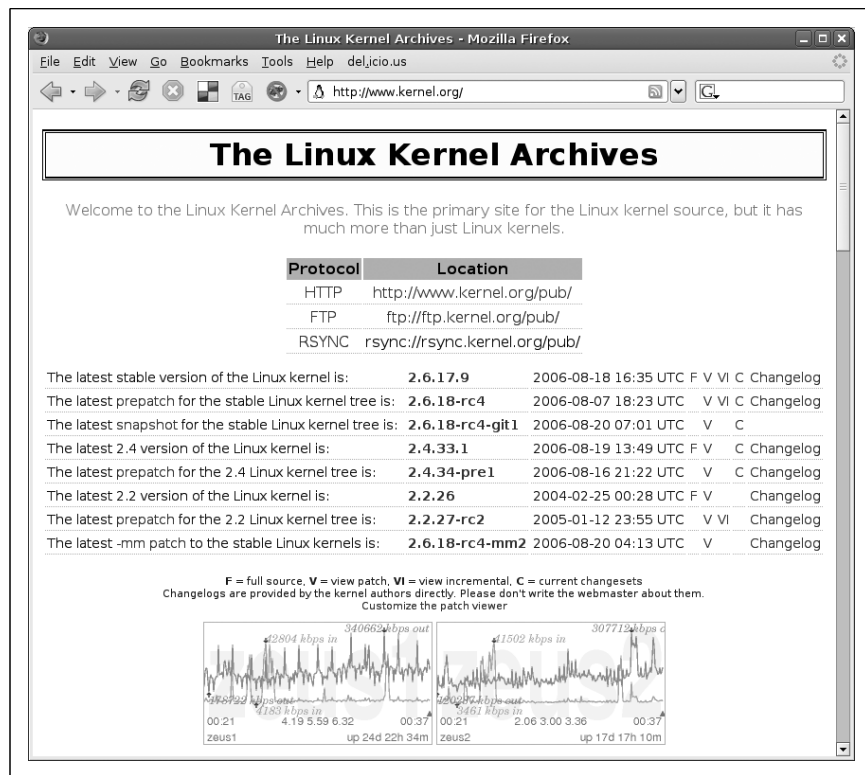 The Linux Kernel Archives - Mozilla Firefox
File Edit View Go Bookmarks Tools Help del.icio.us
TAG http://www.kernel.org/ G
The Linux Kernel Archives
Welcome to the Linux Kernel Archives. This is the primary site for the Linux kernel source, but it has
much more than just Linux kernels.
Protocol Location
HTTP http://www.kernel.org/pub/
FTP ftp://ftp.kernel.org/pub/
RSYNC rsync://rsync.kernel.org/pub/
The latest stable version of the Linux kernel is: 2.6.17.9 2006-08-18 16:35 UTC F V VI C Changelog
The latest prepatch for the stable Linux kernel tree is: 2.6.18-rc4 2006-08-07 18:23 UTC V VI C Changelog
The latest snapshot for the stable Linux kernel tree is: 2.6.18-rc4-git1 2006-08-20 07:01 UTC V C
The latest 2.4 version of the Linux kernel is: 2.4.33.1 2006-08-19 13:49 UTC F V C Changelog
The latest prepatch for the 2.4 Linux kernel tree is: 2.4.34-pre1 2006-08-16 21:22 UTC V C Changelog
The latest 2.2 version of the Linux kernel is: 2.2.26 2004-02-25 00:28 UTC F V Changelog
The latest prepatch for the 2.2 Linux kernel tree is: 2.2.27-rc2 2005-01-12 23:55 UTC V VI Changelog
The latest -mm patch to the stable Linux kernels is: 2.6.18-rc4-mm2 2006-08-20 04:13 UTC V Changelog
F = full source, V = view patch, VI = view incremental, C = current changesets
Changelogs are provided by the kernel authors directly. Please don't write the webmaster about them.
Customize the patch viewer
340662 kbps out 307712 kbps
42804 kbps in 41502 kbps in
zeus1 zeus2
kbps out kbps out
4183 kbps in 3461 kbps in
00:21 4.19 5.59 6.32 00:37 00:21 2.06 3.00 3.36 00:37
zeus1 up 24d 22h 34m zeus2 up 17d 17h 10m